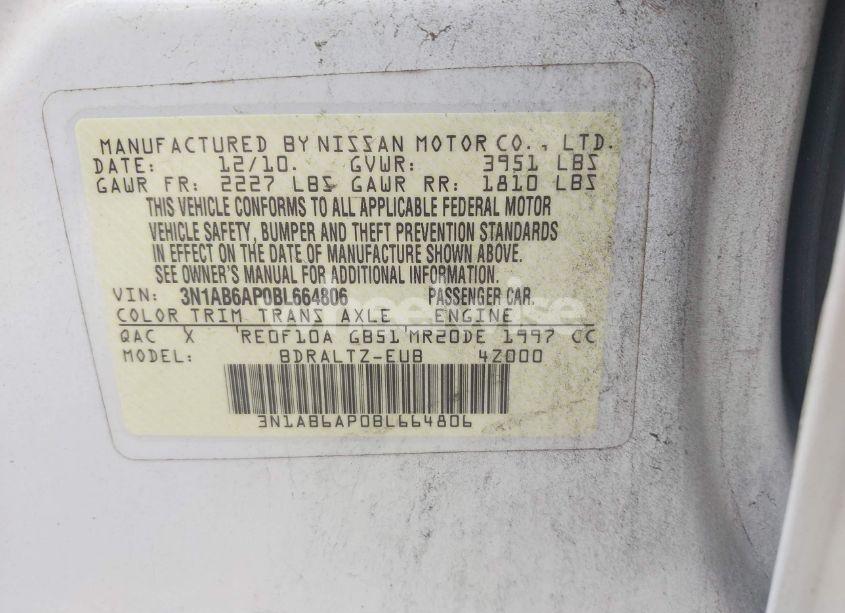 MANUFACTURED BY NISSAN MOTOR CO., LTD.
DATE: 12/10. GVWR: 3951 LBS
GAWR FR: 2227 LBS GAWR RR: 1810 LBS
THIS VEHICLE CONFORMS TO ALL APPLICABLE FEDERAL MOTOR
VEHICLE SAFETY, BUMPER AND THEFT PREVENTION STANDARDS
IN EFFECT ON THE DATE OF MANUFACTURE SHOWN ABOVE.
SEE OWNER'S MANUAL FOR ADDITIONAL INFORMATION.
VIN: 3N1AB6AP0BL664806 PASSENGER CAR.
wheelwise
COLOR TRIM TRANS AXLE ENGINE
QAC X RE0F10A GB51 MR20DE 1997 CC
MODEL: BDRALTZ-EUB 4Z000
3N1AB6AP0BL664806